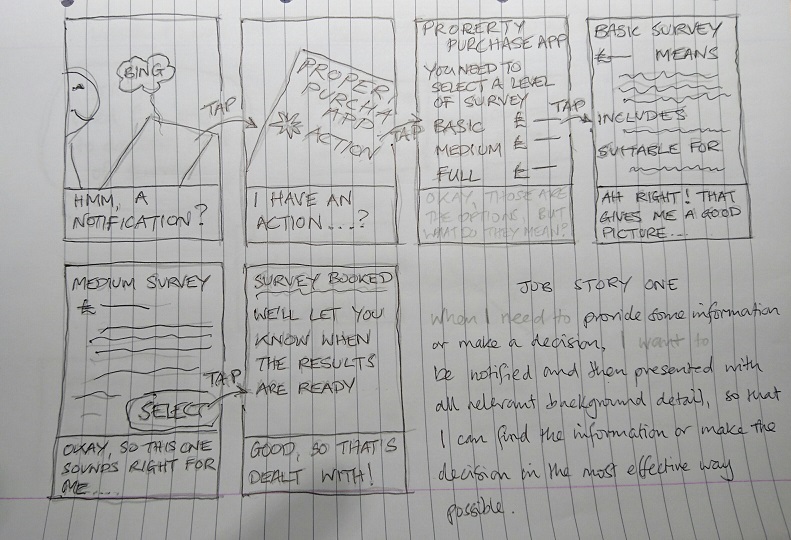 BING
TAP
HMM, A
NOTIFICATION?
PROPER
PURCHA
APP
ACTION
TAP
I HAVE AN
ACTION....?
PROPERTY
PURCHASE APP
YOU NEED TO
SELECT A LEVEL
OF SURVEY
BASIC £
MEDIUM £
FULL £
TAP
OKAY, THOSE ARE
THE OPTIONS, BUT
WHAT DO THEY MEAN?
BASIC SURVEY
£ MEANS
INCLUDES
SUITABLE FOR
AH RIGHT! THAT
GIVES ME A GOOD
PICTURE...
MEDIUM SURVEY
£
SELECT
TAP
OKAY, SO THIS ONE
SOUNDS RIGHT FOR
ME....
SURVEY BOOKED
WE'LL LET YOU
KNOW WHEN
THE RESULTS
ARE READY
GOOD, SO THAT'S
DEALT WITH!
JOB STORY ONE
When I need to provide some information
or make a decision, I want to
be notified and then presented with
all relevant background detail, so that
I can find the information or make the
decision in the most effective way
possible.